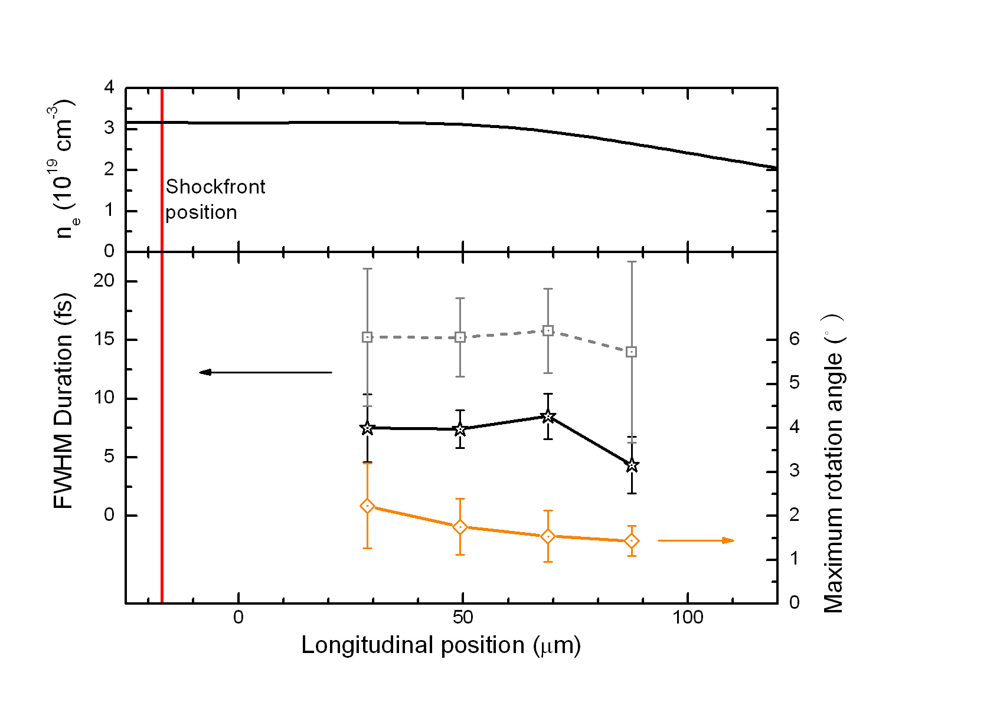 4
3
2
1
0
n_e (10^19 cm^-3)
Shockfront
position
20
15
10
5
0
FWHM Duration (fs)
6
5
4
3
2
1
0
Maximum rotation angle (°)
0 50 100
Longitudinal position (μm)